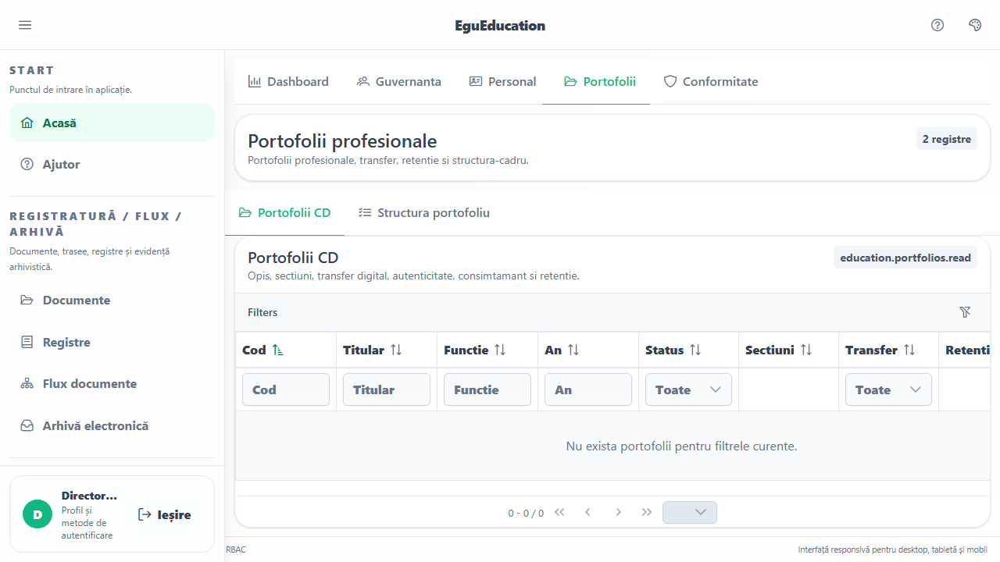 EguEducation
START
Punctul de intrare în aplicație.
Acasă
Ajutor
REGISTRATURĂ / FLUX /
ARHIVĂ
Documente, trasee, registre și evidență
arhivistică.
Documente
Registre
Flux documente
Arhivă electronică
D
Director...
Profil și
metode de
autentificare
Ieșire
Dashboard
Guvernanta
Personal
Portofolii
Conformitate
Portofolii profesionale
2 registre
Portofolii profesionale, transfer, retentie si structura-cadru.
Portofolii CD
Structura portofoliu
Portofolii CD
education.portfolios.read
Opis, sectiuni, transfer digital, autenticitate, consimtamant si retentie.
Filters
Cod Titular Functie An Status Sectiuni Transfer Retenti
Cod Titular Functie An Toate Toate
Nu exista portofolii pentru filtrele curente.
0 - 0 / 0
RBAC
Interfață responsivă pentru desktop, tabletă și mobil